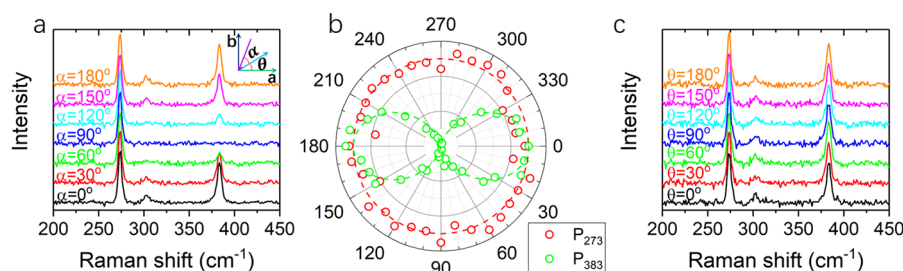 a
Intensity
α=180°
α=150°
α=120°
α=90°
α=60°
α=30°
α=0°
b
α
θ
a
200 250 300 350 400 450
Raman shift (cm-1)
b
270
240 300
210 330
180 0
150 30
120 60
90
P273
P383
c
Intensity
θ=180°
θ=150°
θ=120°
θ=90°
θ=60°
θ=30°
θ=0°
200 250 300 350 400 450
Raman shift (cm-1)